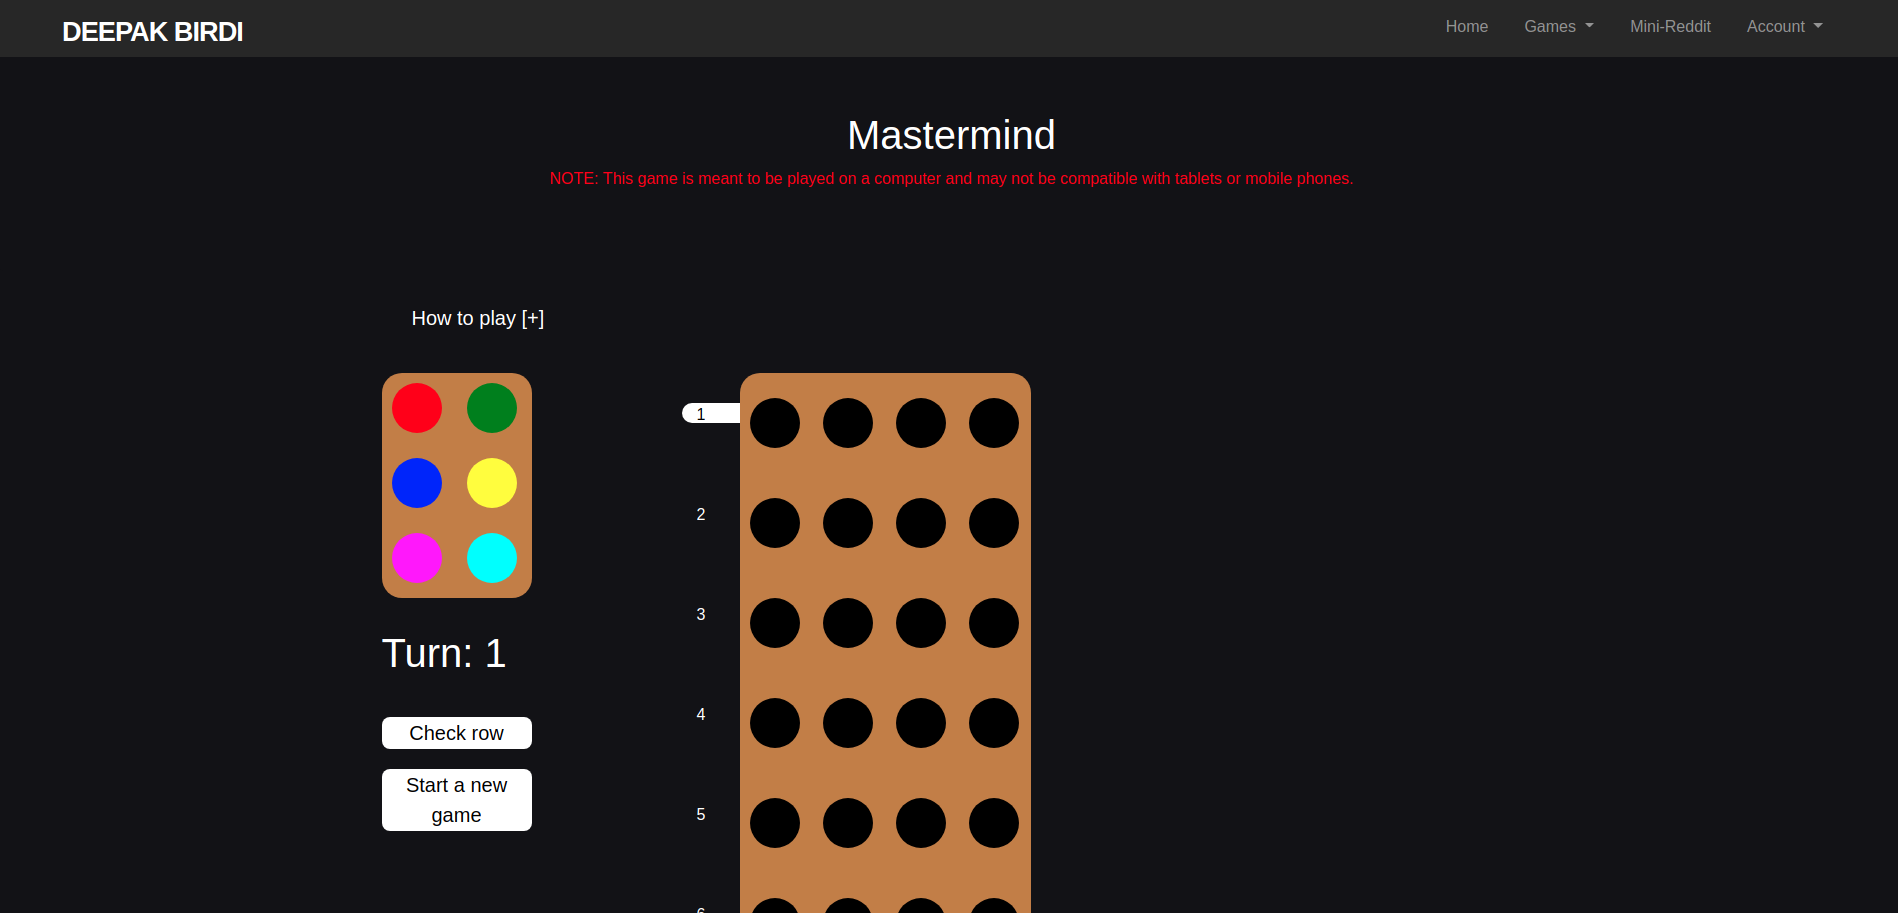 DEEPAK BIRDI
Home Games Mini-Reddit Account
Mastermind
NOTE: This game is meant to be played on a computer and may not be compatible with tablets or mobile phones.
How to play [+]
Turn: 1
Check row
Start a new
game
1
2
3
4
5
6